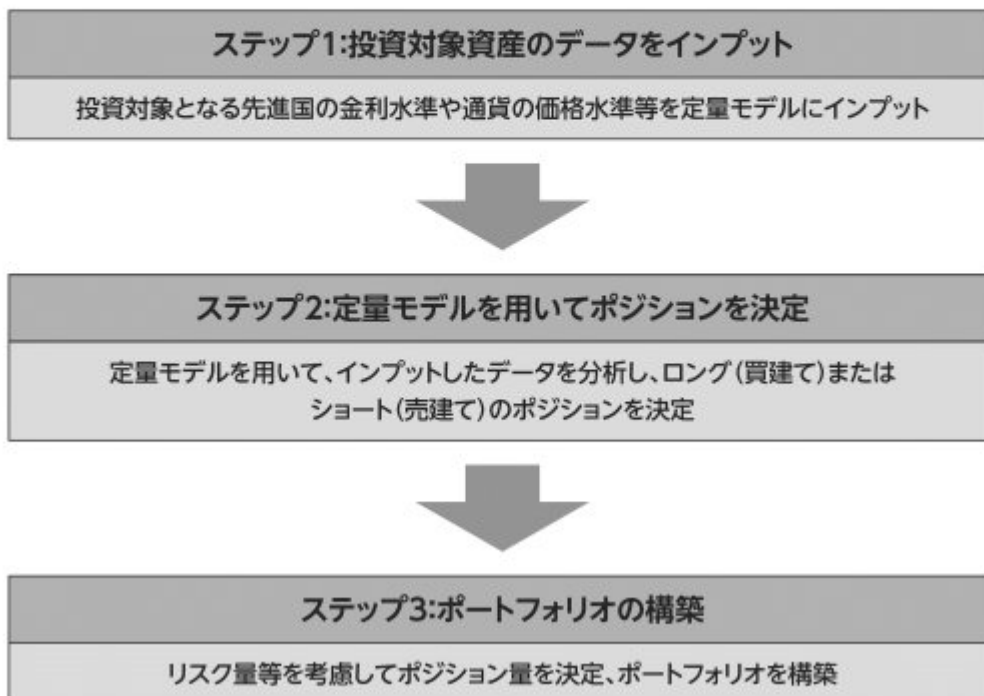 ステップ1:投資対象資産のデータをインプット
投資対象となる先進国の金利水準や通貨の価格水準等を定量モデルにインプット
ステップ2:定量モデルを用いてポジションを決定
定量モデルを用いて、インプットしたデータを分析し、ロング(買建て)または
ショート(売建て)のポジションを決定
ステップ3:ポートフォリオの構築
リスク量等を考慮してポジション量を決定、ポートフォリオを構築